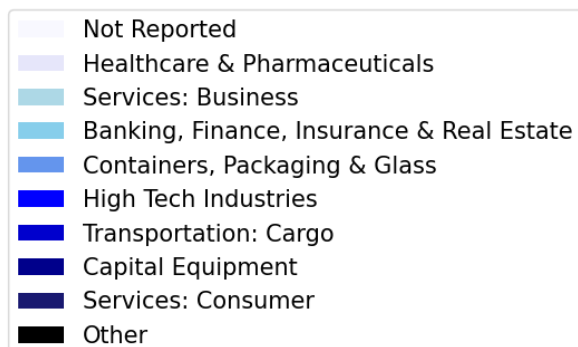 Not Reported
Healthcare & Pharmaceuticals
Services: Business
Banking, Finance, Insurance & Real Estate
Containers, Packaging & Glass
High Tech Industries
Transportation: Cargo
Capital Equipment
Services: Consumer
Other